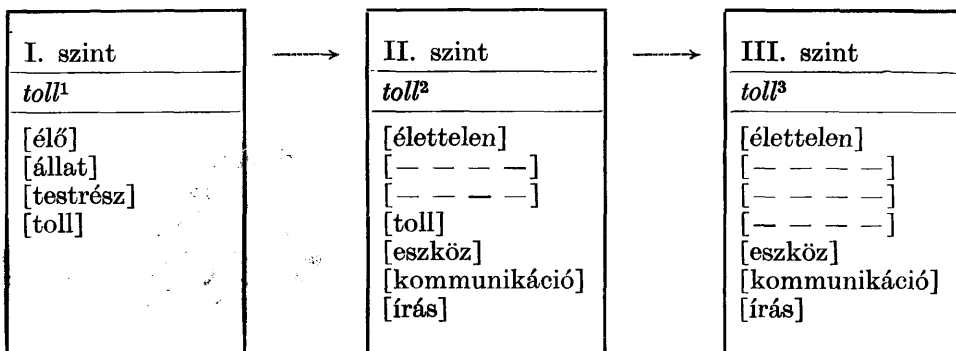 I. szint
toll¹
[élő]
[állat]
[testrész]
[toll]
II. szint
toll²
[élettelen]
[— — — —]
[— — — —]
[toll]
[eszköz]
[kommunikáció]
[írás]
III. szint
toll³
[élettelen]
[— — — —]
[— — — —]
[— — — —]
[eszköz]
[kommunikáció]
[írás]